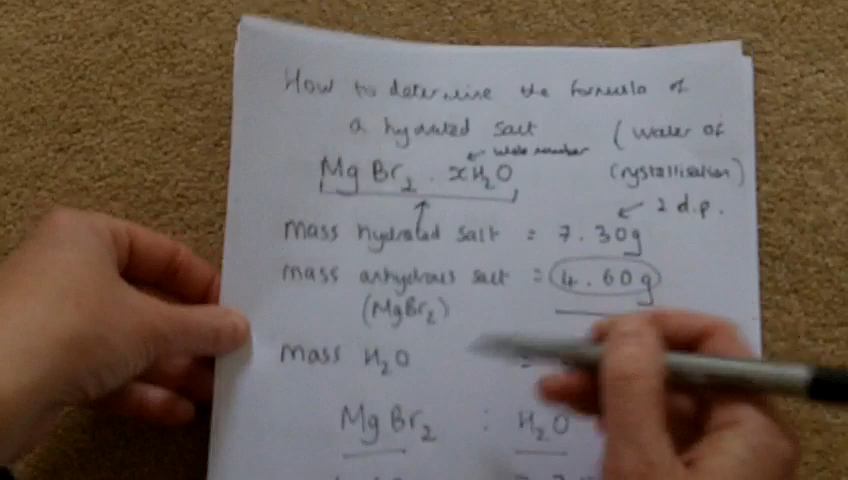 How to determine the formula of
a hydrated salt (Water of
crystallisation)
← whole number
MgBr₂ . xH₂O
← 2 d.p.
mass hydrated salt = 7.30g
mass anhydrous salt = 4.60g
(MgBr₂)
mass H₂O =
MgBr₂ : H₂O